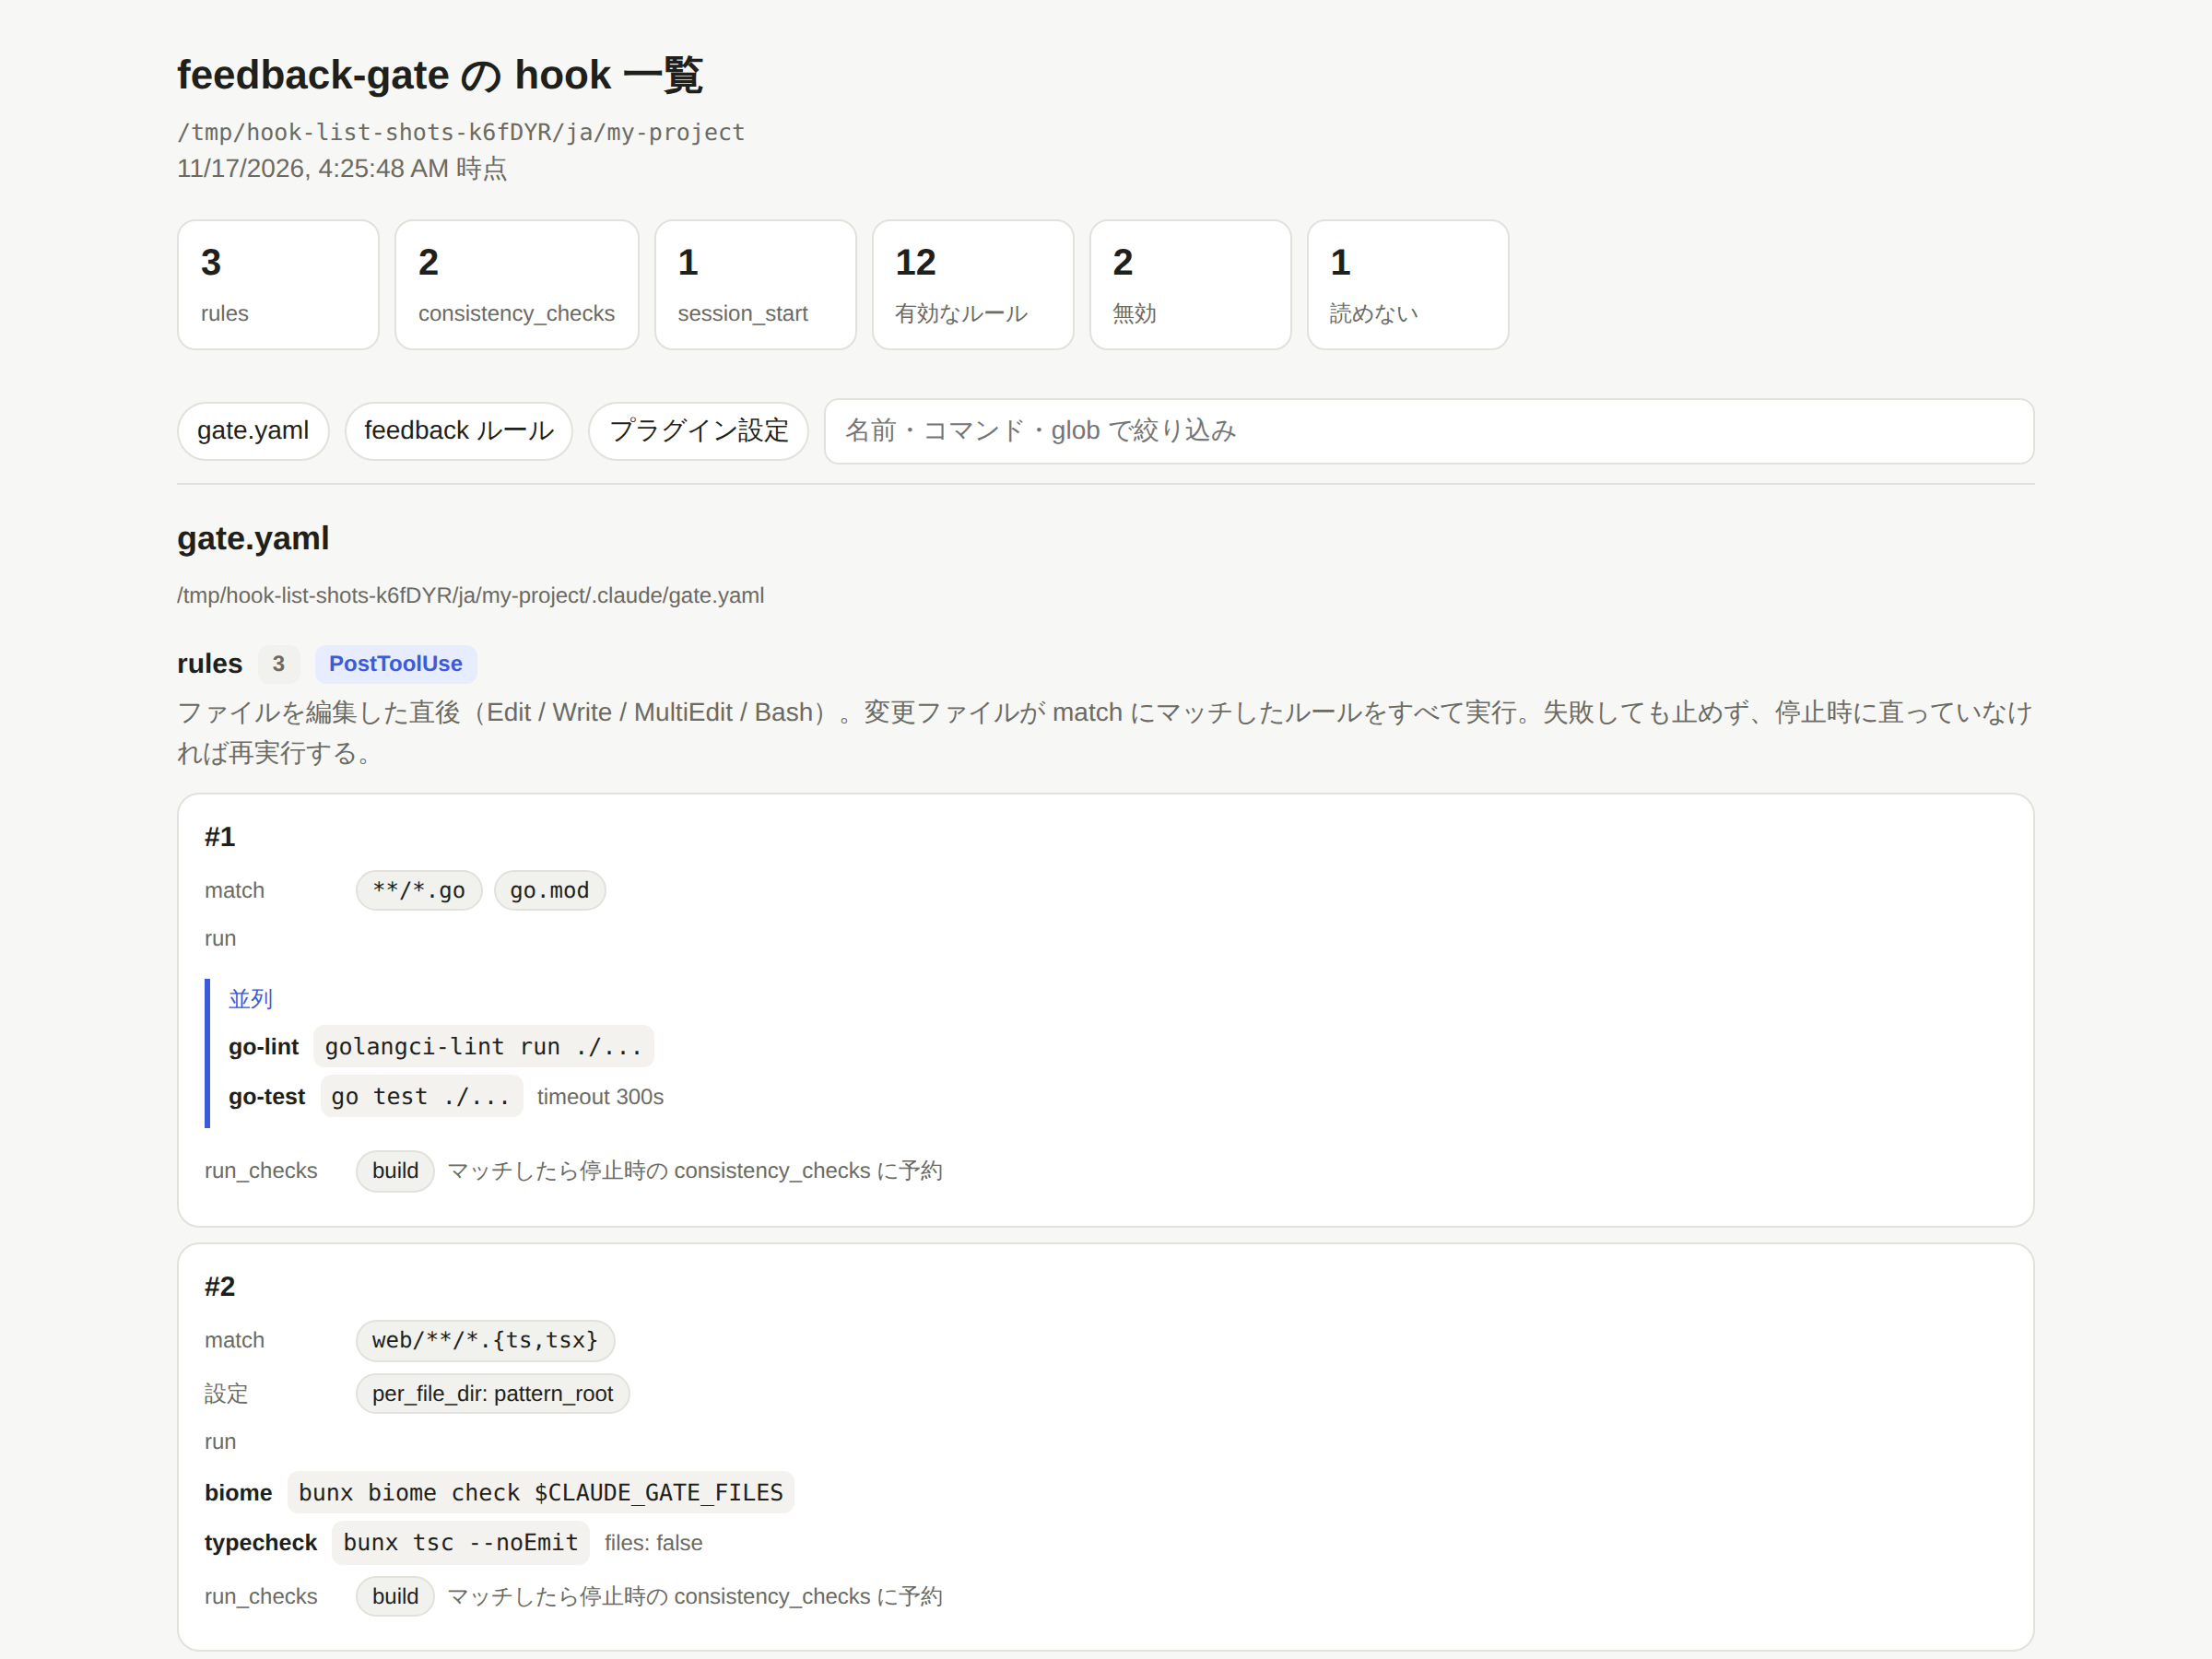 feedback-gate の hook 一覧
/tmp/hook-list-shots-k6fDYR/ja/my-project
11/17/2026, 4:25:48 AM 時点
3
rules
2
consistency_checks
1
session_start
12
有効なルール
2
無効
1
読めない
gate.yaml
feedback ルール
プラグイン設定
名前・コマンド・glob で絞り込み
gate.yaml
/tmp/hook-list-shots-k6fDYR/ja/my-project/.claude/gate.yaml
rules 3 PostToolUse
ファイルを編集した直後（Edit / Write / MultiEdit / Bash）。変更ファイルが match にマッチしたルールをすべて実行。失敗しても止めず、停止時に直っていなけ
れば再実行する。
#1
match **/*.go go.mod
run
並列
go-lint golangci-lint run ./...
go-test go test ./... timeout 300s
run_checks build マッチしたら停止時の consistency_checks に予約
#2
match web/**/*.{ts,tsx}
設定 per_file_dir: pattern_root
run
biome bunx biome check $CLAUDE_GATE_FILES
typecheck bunx tsc --noEmit files: false
run_checks build マッチしたら停止時の consistency_checks に予約